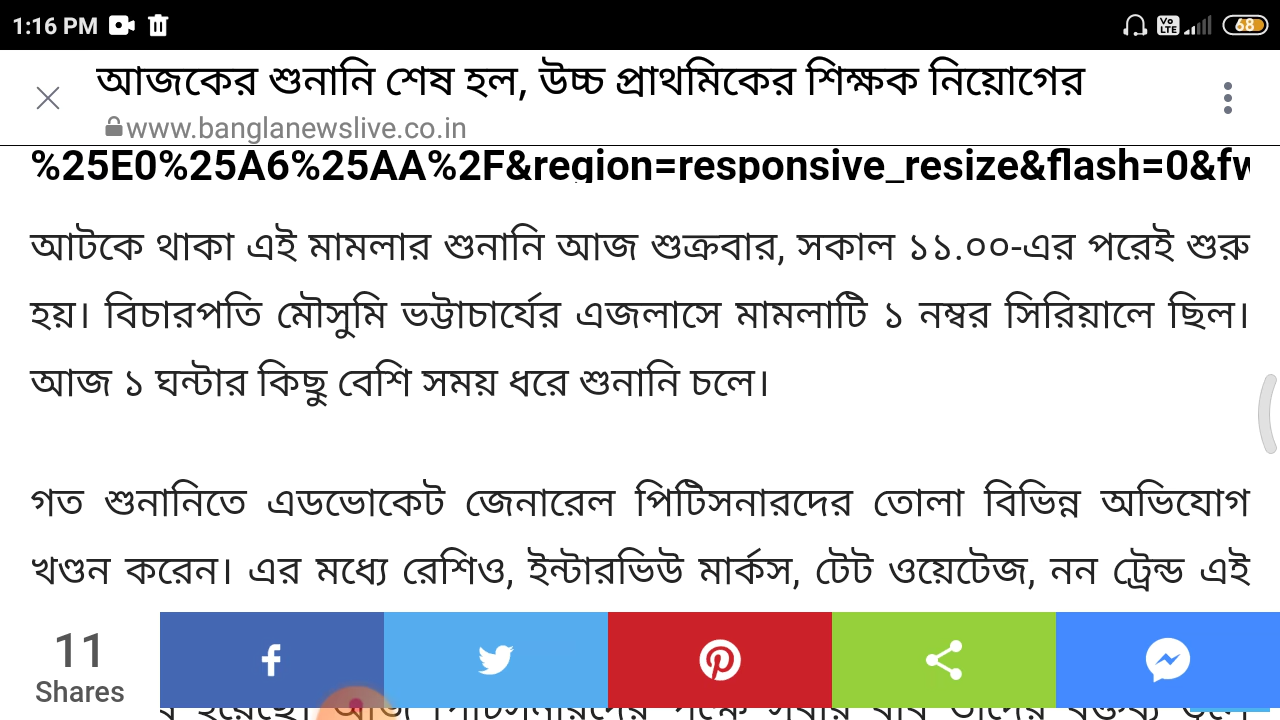 1:16 PM
Vo LTE
68
আজকের শুনানি শেষ হল, উচ্চ প্রাথমিকের শিক্ষক নিয়োগের
www.banglanewslive.co.in
%25E0%25A6%25AA%2F&region=responsive_resize&flash=0&fw
আটকে থাকা এই মামলার শুনানি আজ শুক্রবার, সকাল ১১.০০-এর পরেই শুরু
হয়। বিচারপতি মৌসুমি ভট্টাচার্যের এজলাসে মামলাটি ১ নম্বর সিরিয়ালে ছিল।
আজ ১ ঘন্টার কিছু বেশি সময় ধরে শুনানি চলে।
গত শুনানিতে এডভোকেট জেনারেল পিটিসনারদের তোলা বিভিন্ন অভিযোগ
খণ্ডন করেন। এর মধ্যে রেশিও, ইন্টারভিউ মার্কস, টেট ওয়েটেজ, নন ট্রেন্ড এই
11
Shares